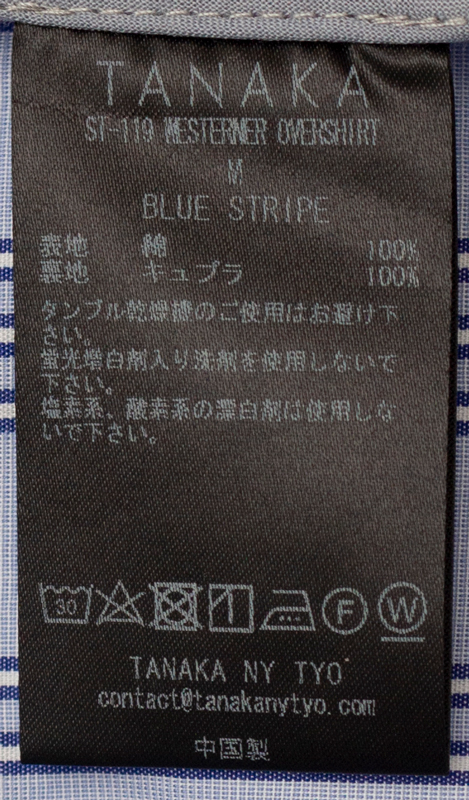 TANAKA
ST-119 WESTERNER OVERSHIRT
M
BLUE STRIPE
表地 綿 100%
裏地 キュプラ 100%
タンブル乾燥機のご使用はお避け下
さい。
蛍光増白剤入り洗剤を使用しないで
下さい。
塩素系、酸素系の漂白剤は使用しな
いで下さい。
30 F W
TANAKA NY TYO
contact@tanakanytyo.com
中国製